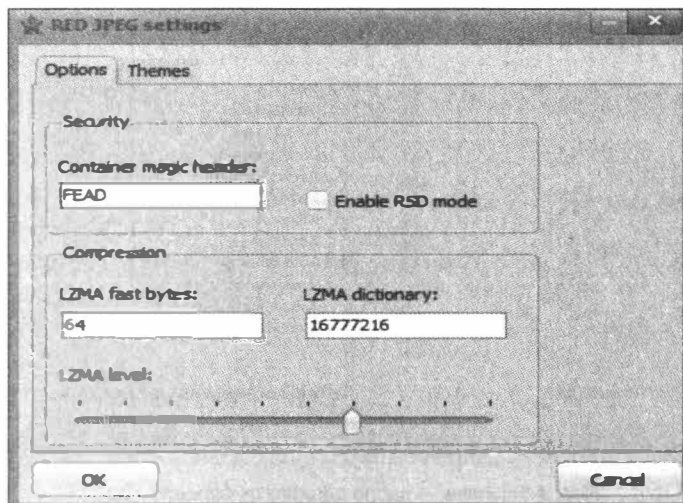 RED JPEG settings
Options Themes
Security
Container magic header:
FEAD
Enable RSD mode
Compression
LZMA fast bytes: LZMA dictionary:
64 16777216
LZMA level:
OK Cancel